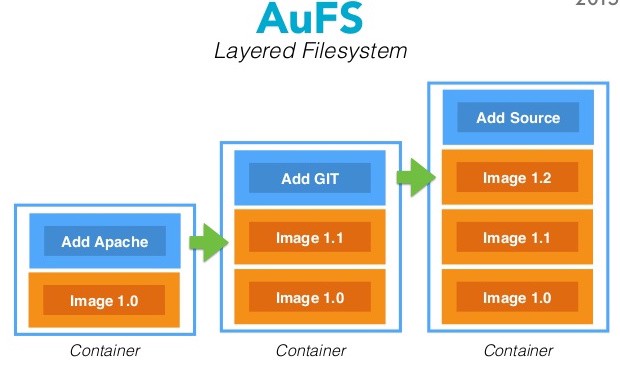 2015
AuFS
Layered Filesystem
Add Apache
Image 1.0
Container
Add GIT
Image 1.1
Image 1.0
Container
Add Source
Image 1.2
Image 1.1
Image 1.0
Container